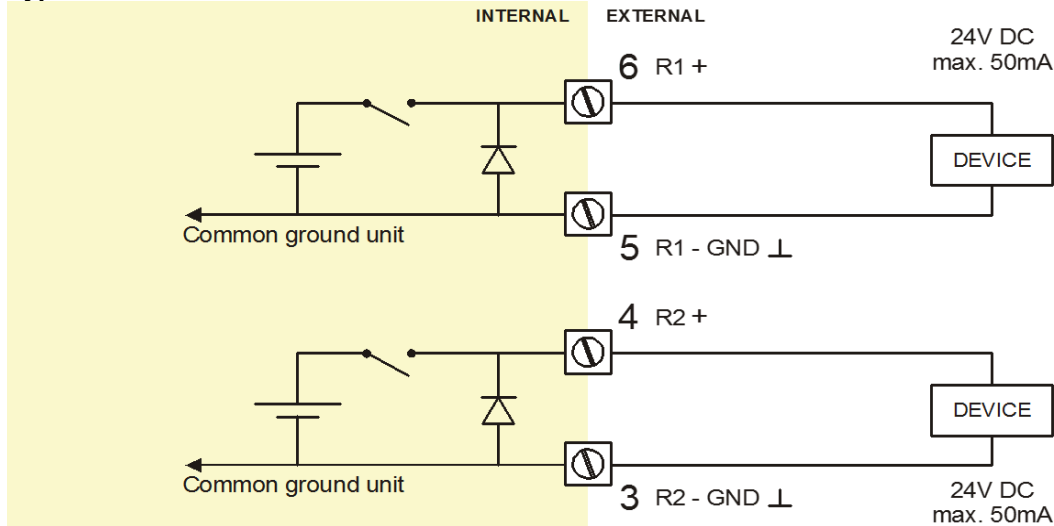 INTERNAL EXTERNAL
24V DC
max. 50mA
6 R1 +
DEVICE
Common ground unit
5 R1 - GND ⊥
4 R2 +
DEVICE
Common ground unit
3 R2 - GND ⊥
24V DC
max. 50mA